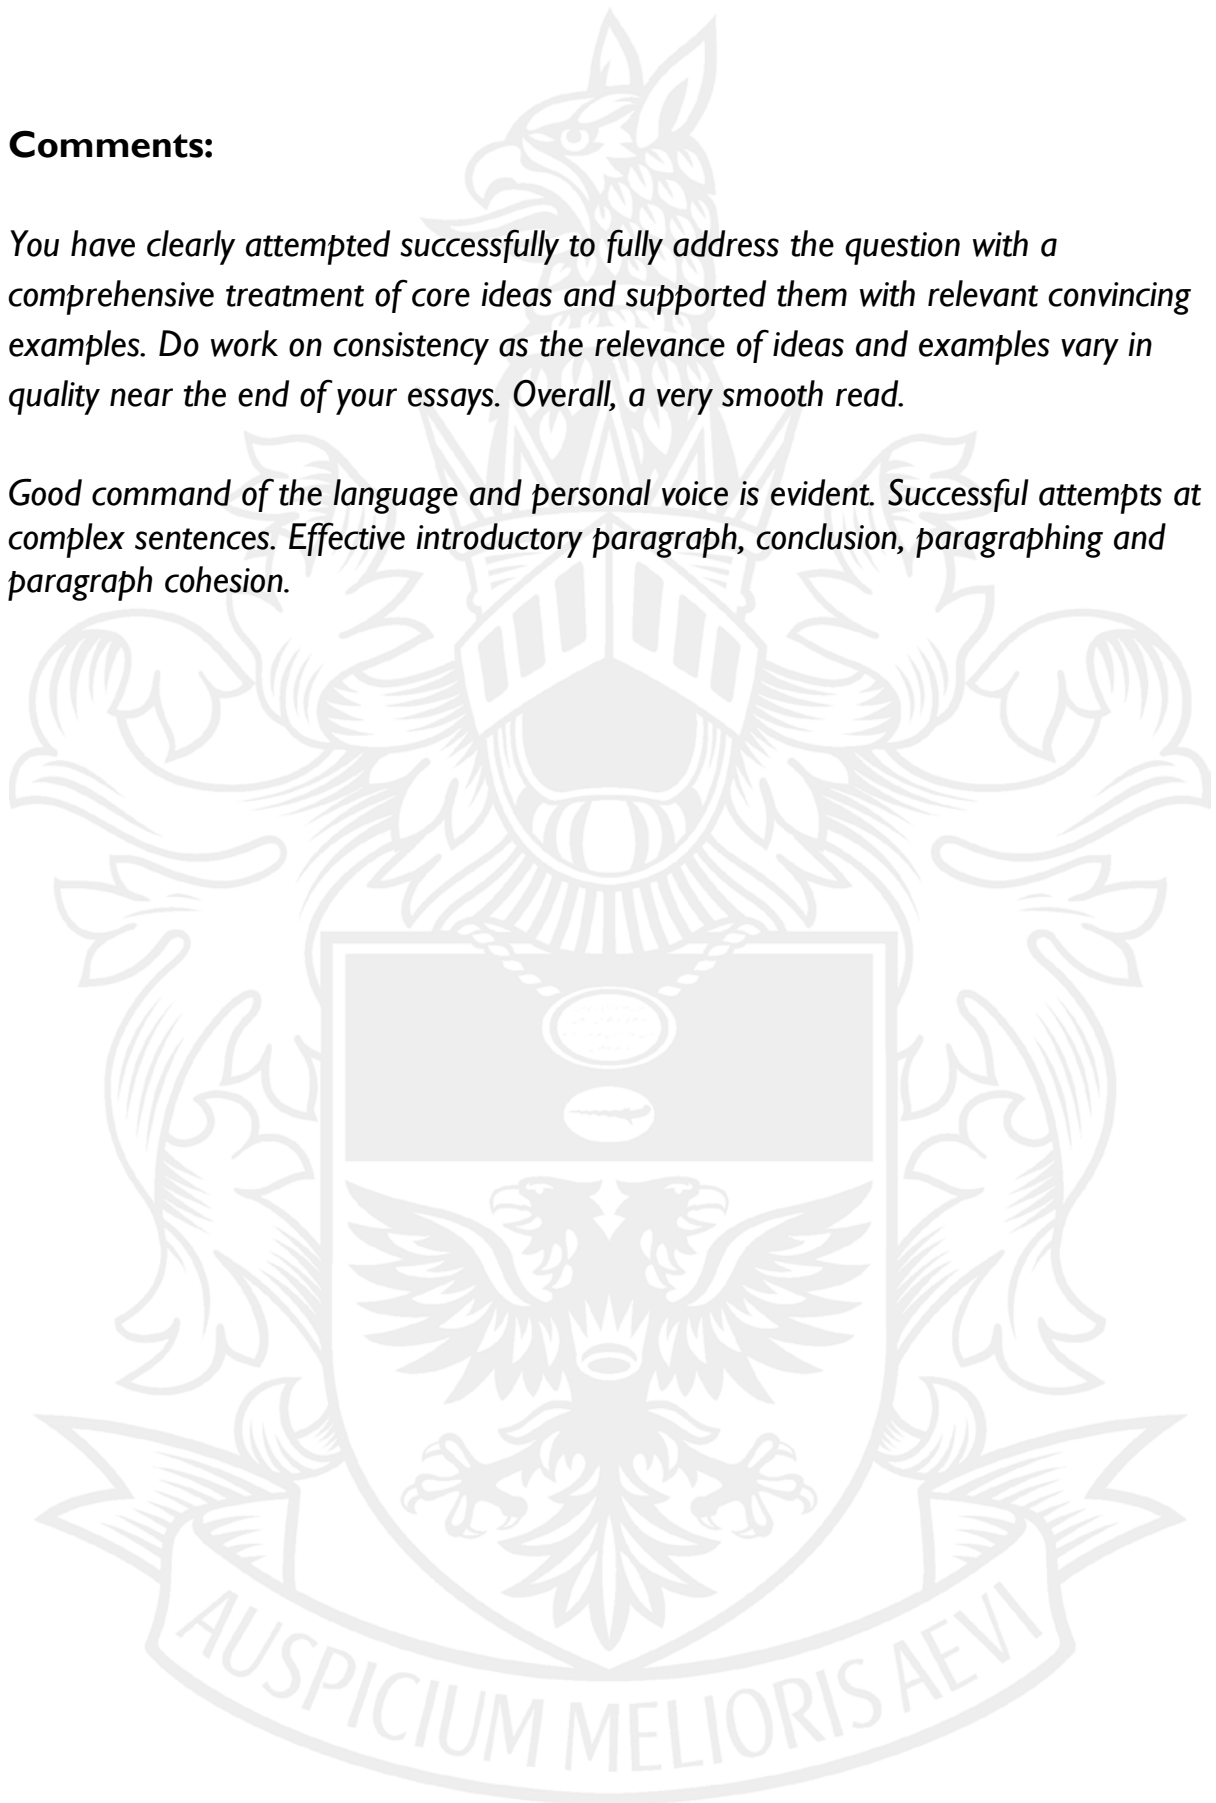 Comments:
You have clearly attempted successfully to fully address the question with a
comprehensive treatment of core ideas and supported them with relevant convincing
examples. Do work on consistency as the relevance of ideas and examples vary in
quality near the end of your essays. Overall, a very smooth read.
Good command of the language and personal voice is evident. Successful attempts at
complex sentences. Effective introductory paragraph, conclusion, paragraphing and
paragraph cohesion.
AUSPICIUM MELIORIS AEVI